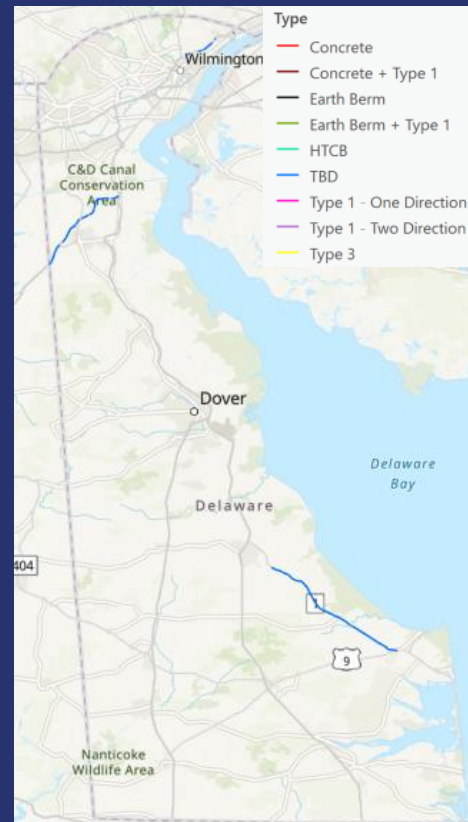 Type
Concrete
Concrete + Type 1
Earth Berm
Earth Berm + Type 1
HTCB
TBD
Type 1 - One Direction
Type 1 - Two Direction
Type 3
Wilmington
C&D Canal
Conservation
Area
Dover
Delaware
Bay
Delaware
404
1
9
Nanticoke
Wildlife Area